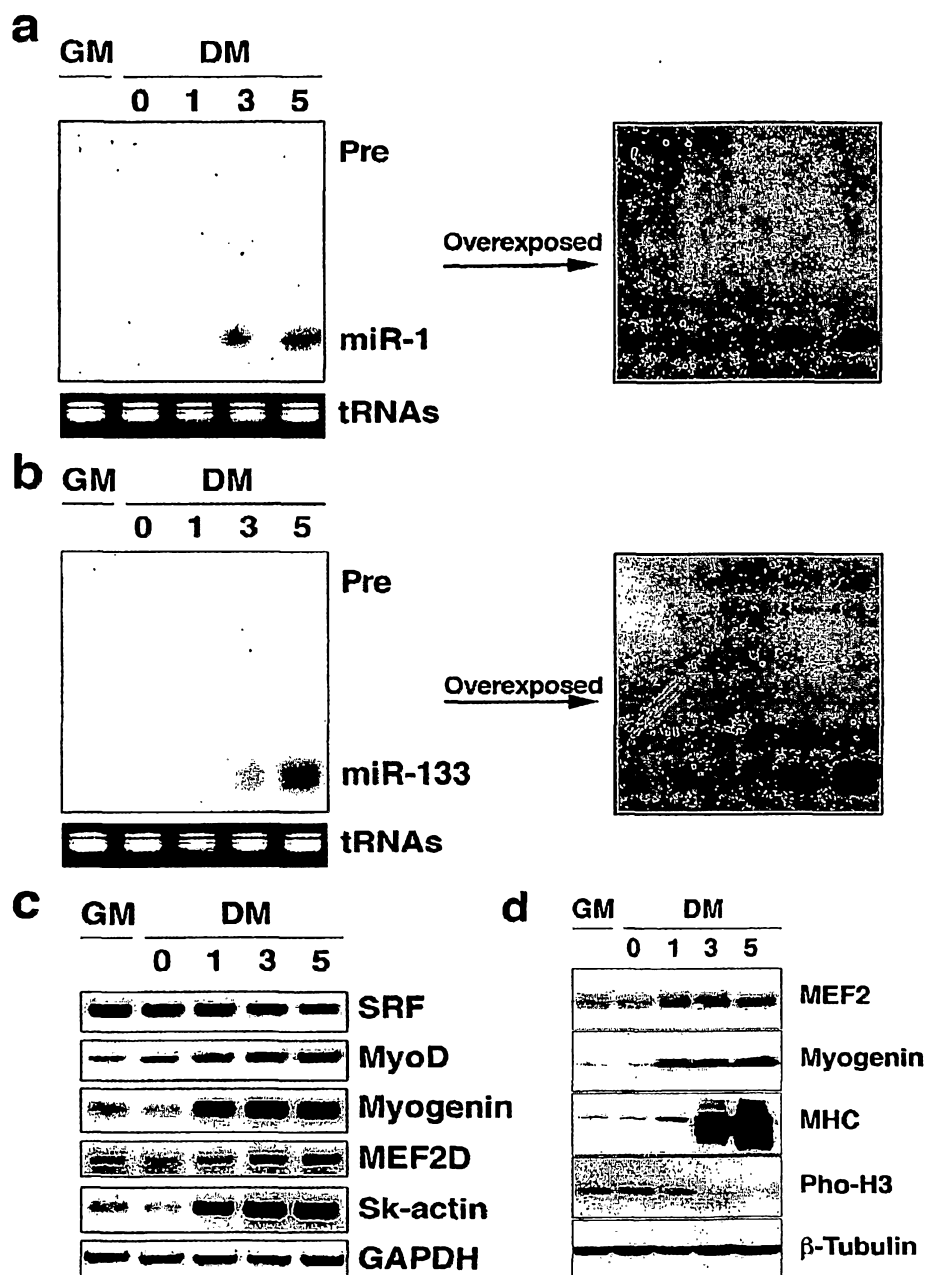 a
GM DM
0 1 3 5
Pre
Overexposed
miR-1
tRNAs
b
GM DM
0 1 3 5
Pre
Overexposed
miR-133
tRNAs
c
GM DM
0 1 3 5
SRF
MyoD
Myogenin
MEF2D
Sk-actin
GAPDH
d
GM DM
0 1 3 5
MEF2
Myogenin
MHC
Pho-H3
β-Tubulin